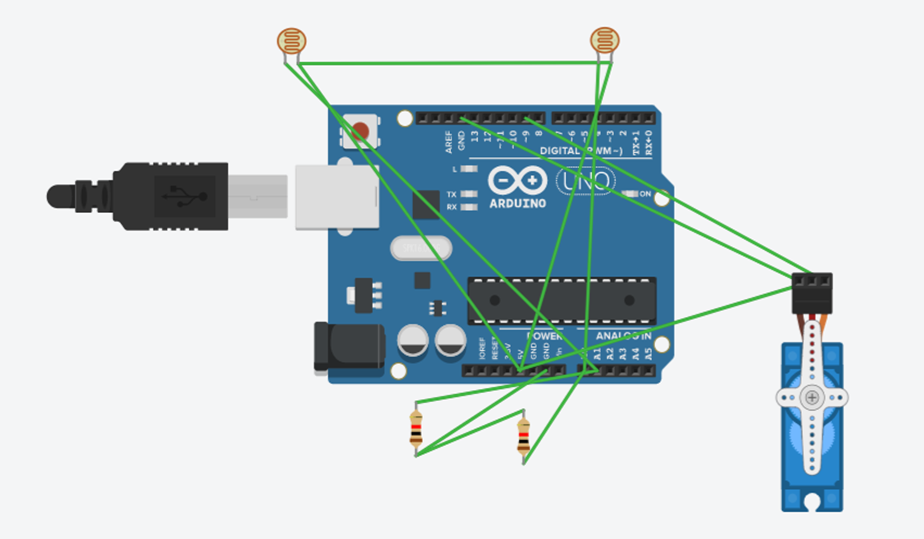 AREF
GND
13
12
~11
~10
~9
8
7
~6
~5
4
~3
2
TX→1
RX←0
DIGITAL (PWM~)
L
TX
RX
UNO
ON
ARDUINO
POWER
ANALOG IN
IOREF
RESET
3.3V
5V
GND
GND
Vin
A1
A2
A3
A4
A5